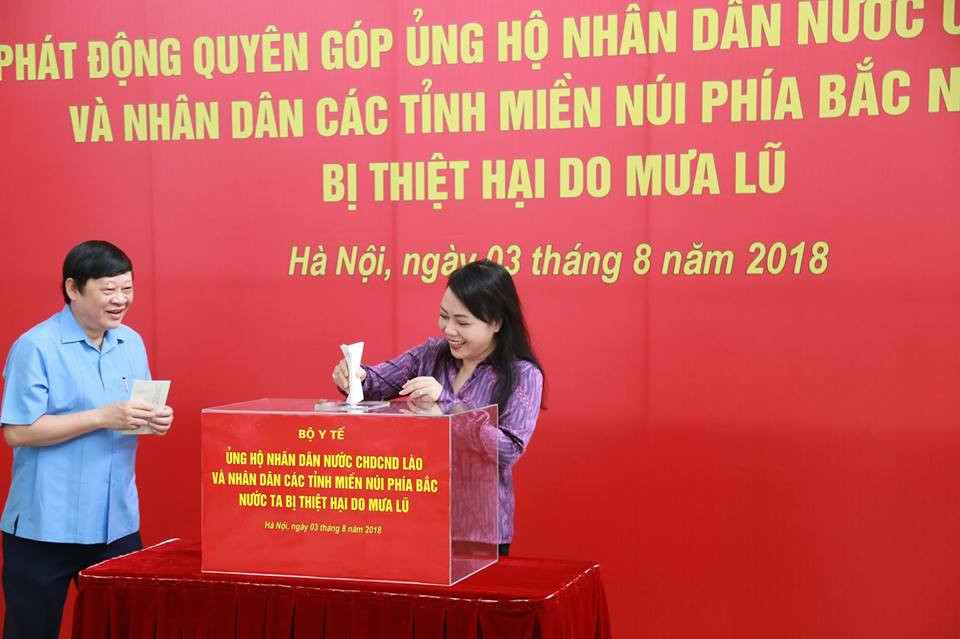 PHÁT ĐỘNG QUYÊN GÓP ỦNG HỘ NHÂN DÂN NƯỚC
VÀ NHÂN DÂN CÁC TỈNH MIỀN NÚI PHÍA BẮC N
BỊ THIỆT HẠI DO MƯA LŨ
Hà Nội, ngày 03 tháng 8 năm 2018
BỘ Y TẾ
ỦNG HỘ NHÂN DÂN NƯỚC CHDCND LÀO
VÀ NHÂN DÂN CÁC TỈNH MIỀN NÚI PHÍA BẮC
NƯỚC TA BỊ THIỆT HẠI DO MƯA LŨ
Hà Nội, ngày 03 tháng 8 năm 2018